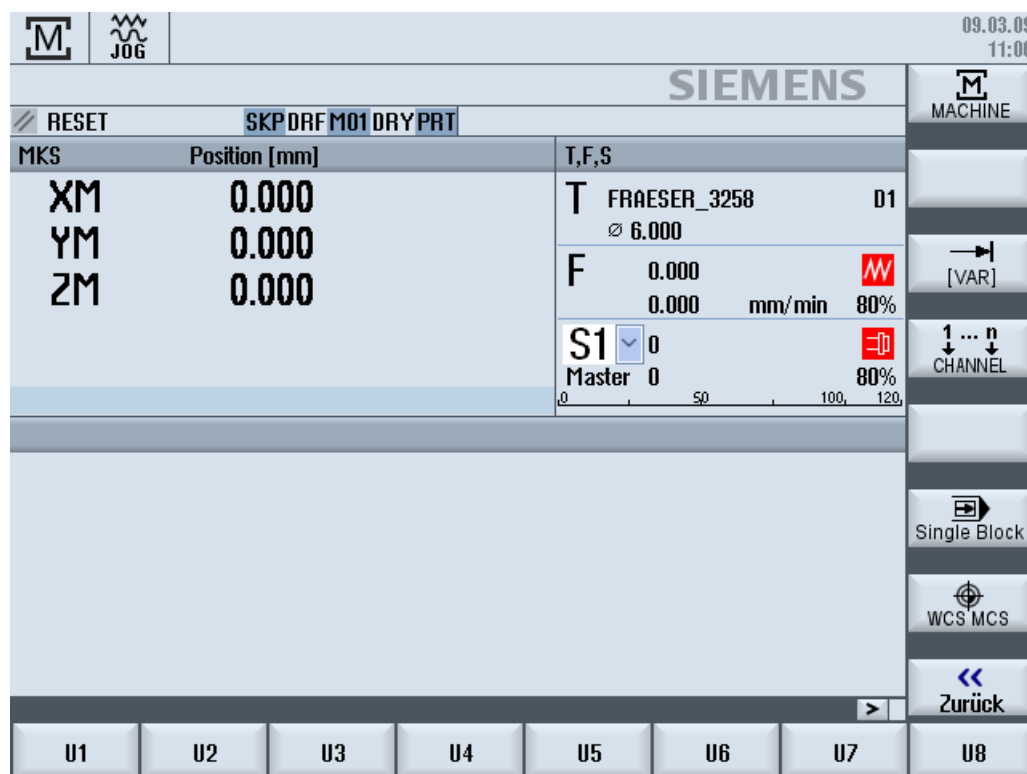 M JOG 09.03.09
11:00
SIEMENS
M
MACHINE
RESET SKP DRF M01 DRY PRT
MKS Position [mm] T,F,S
XM 0.000
YM 0.000
ZM 0.000
T FRAESER_3258 D1
ø 6.000
F 0.000
0.000 mm/min 80%
S1 0
Master 0 80%
0 50 100 120
[VAR]
1 ... n
CHANNEL
Single Block
WCS MCS
<<
Zurück
>
U1 U2 U3 U4 U5 U6 U7 U8